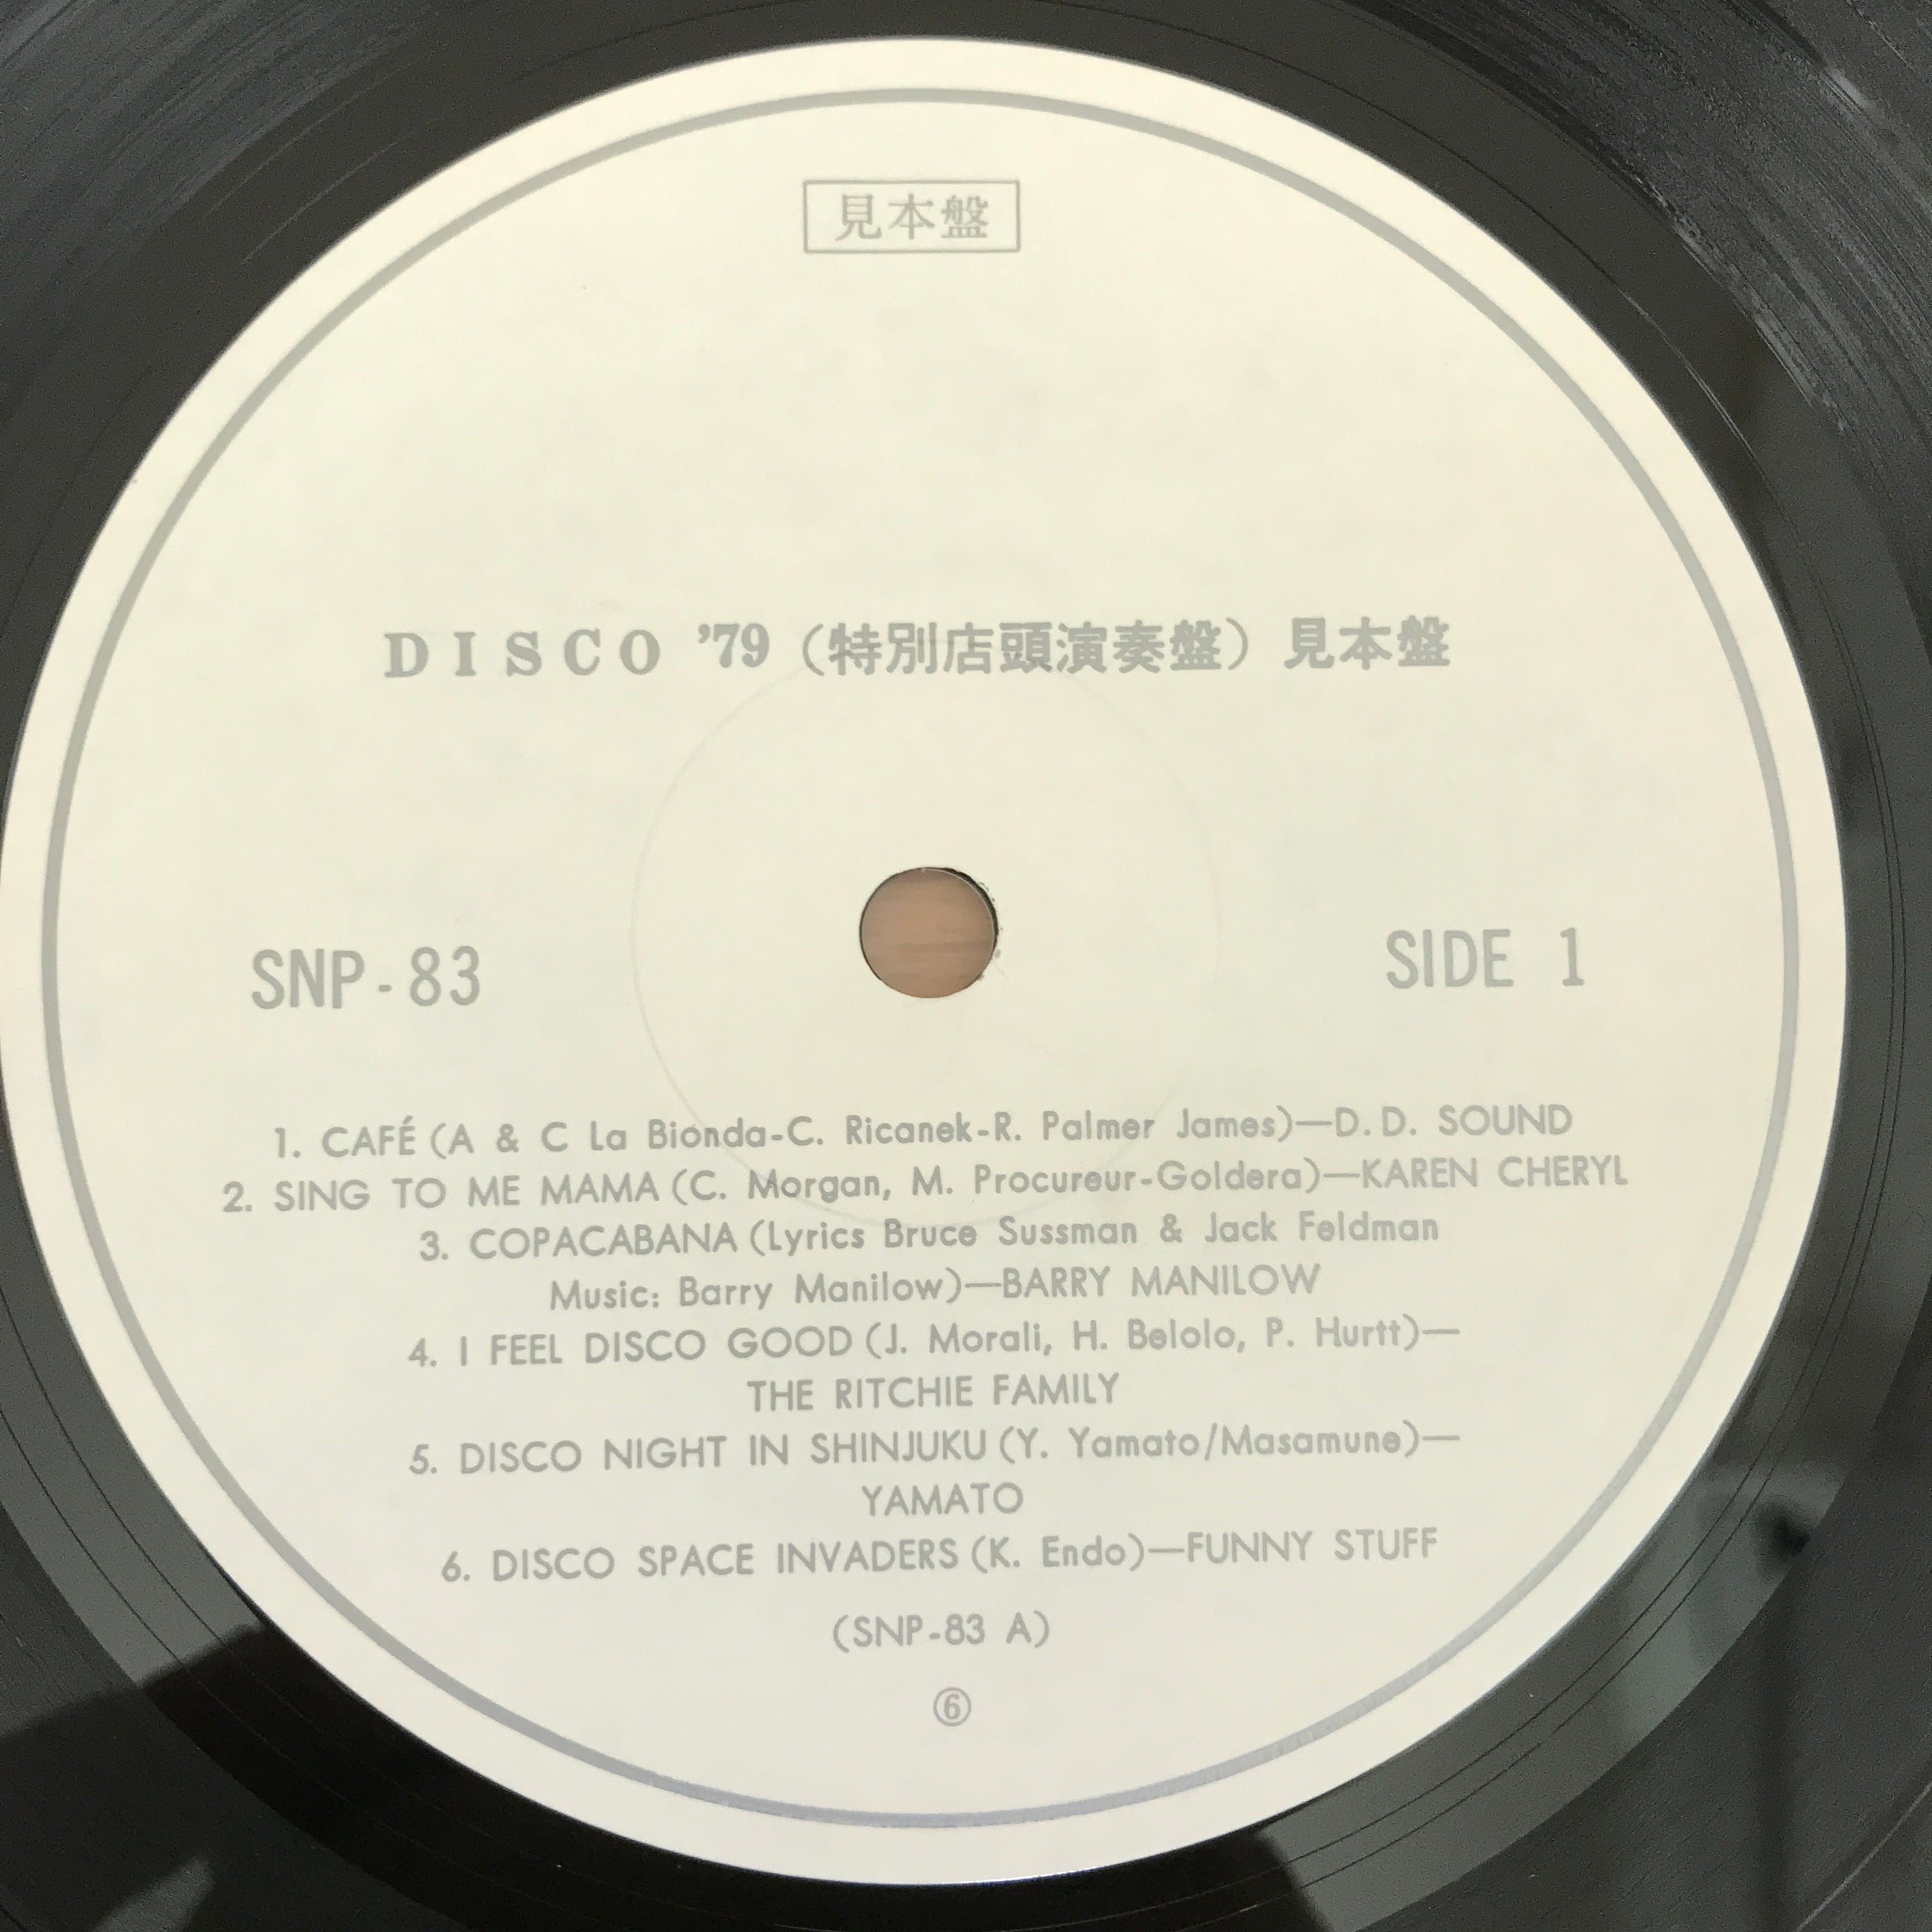 見本盤
DISCO ’79 (特別店頭演奏盤) 見本盤
SNP-83
SIDE 1
1. CAFÉ (A & C La Bionda-C. Ricanek-R. Palmer James)—D.D. SOUND
2. SING TO ME MAMA (C. Morgan, M. Procureur-Goldera)—KAREN CHERYL
3. COPACABANA (Lyrics Bruce Sussman & Jack Feldman
Music: Barry Manilow)—BARRY MANILOW
4. I FEEL DISCO GOOD (J. Morali, H. Belolo, P. Hurtt)—
THE RITCHIE FAMILY
5. DISCO NIGHT IN SHINJUKU (Y. Yamato/Masamune)—
YAMATO
6. DISCO SPACE INVADERS (K. Endo)—FUNNY STUFF
(SNP-83 A)
⑥